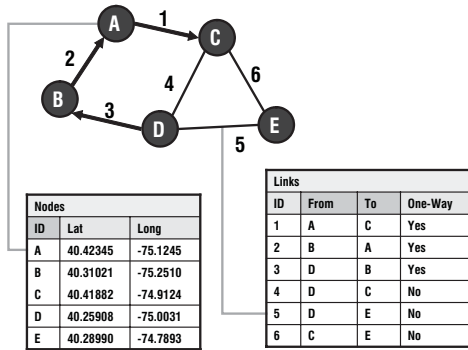 A
1
C
2
4
6
B
3
D
E
5
Nodes
ID Lat Long
A 40.42345 -75.1245
B 40.31021 -75.2510
C 40.41882 -74.9124
D 40.25908 -75.0031
E 40.28990 -74.7893
Links
ID From To One-Way
1 A C Yes
2 B A Yes
3 D B Yes
4 D C No
5 D E No
6 C E No